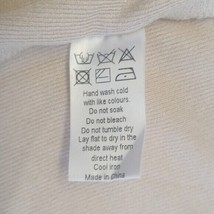 Hand wash cold
with like colours
Do not soak
Do not bleach
Do not tumble dry
Lay flat to dry in the
shade away from
direct heat
Cool iron
Made in china